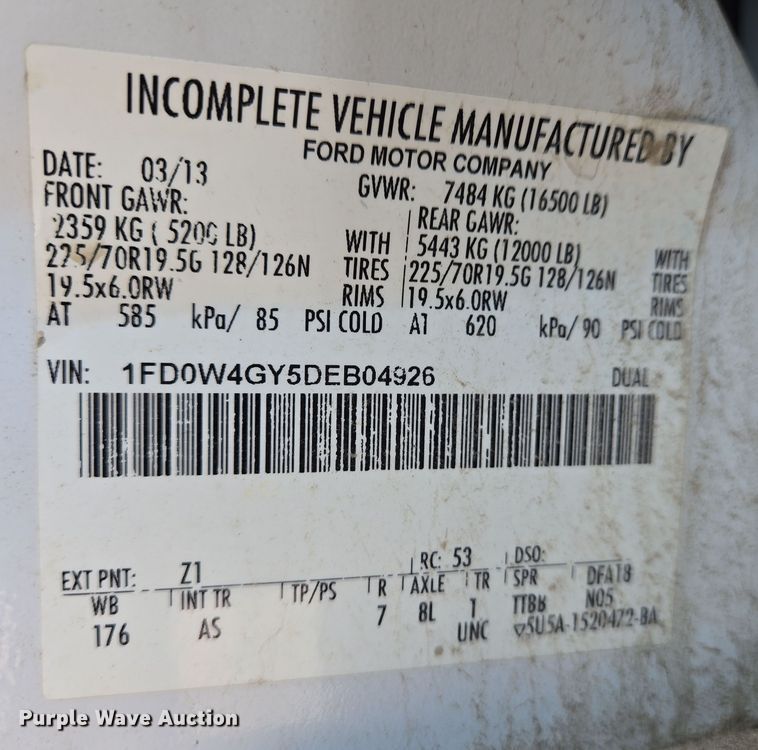 INCOMPLETE VEHICLE MANUFACTURED BY
FORD MOTOR COMPANY
DATE: 03/13 GVWR: 7484 KG (16500 LB)
FRONT GAWR: REAR GAWR:
2359 KG ( 5200 LB) WITH 5443 KG (12000 LB) WITH
225/70R19.5G 128/126N TIRES 225/70R19.5G 128/126N TIRES
19.5x6.0RW RIMS 19.5x6.0RW RIMS
AT 585 kPa/ 85 PSI COLD AT 620 kPa/ 90 PSI COLD
VIN: 1FD0W4GY5DEB04926 DUAL
EXT PNT: Z1 RC: 53 DSO:
WB INT TR TP/PS R AXLE TR SPR DFA18
176 AS 7 8L 1 TTBB N05
UNC 5U5A-1520472-BA
Purple Wave Auction